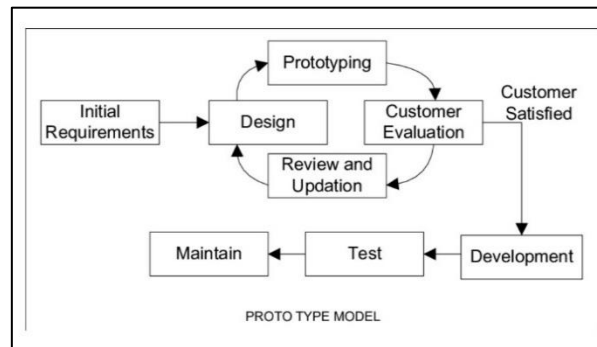 Prototyping
Initial
Requirements
Design
Customer
Evaluation
Customer
Satisfied
Review and
Updation
Maintain
Test
Development
PROTO TYPE MODEL